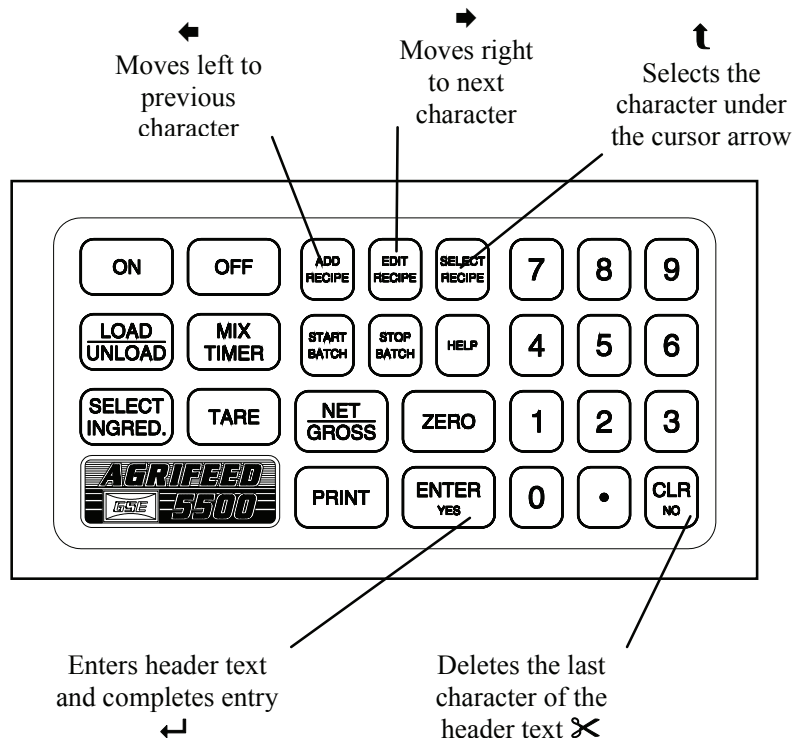 🡄
Moves left to
previous
character
🡆
Moves right
to next
character
t
Selects the
character under
the cursor arrow
ON
OFF
ADD
RECIPE
EDIT
RECIPE
SELECT
RECIPE
7
8
9
LOAD
UNLOAD
MIX
TIMER
START
BATCH
STOP
BATCH
HELP
4
5
6
SELECT
INGRED.
TARE
NET
GROSS
ZERO
1
2
3
AGRIFEED
GSE
5500
PRINT
ENTER
YES
0
•
CLR
NO
Enters header text
and completes entry
↵
Deletes the last
character of the
header text ✂